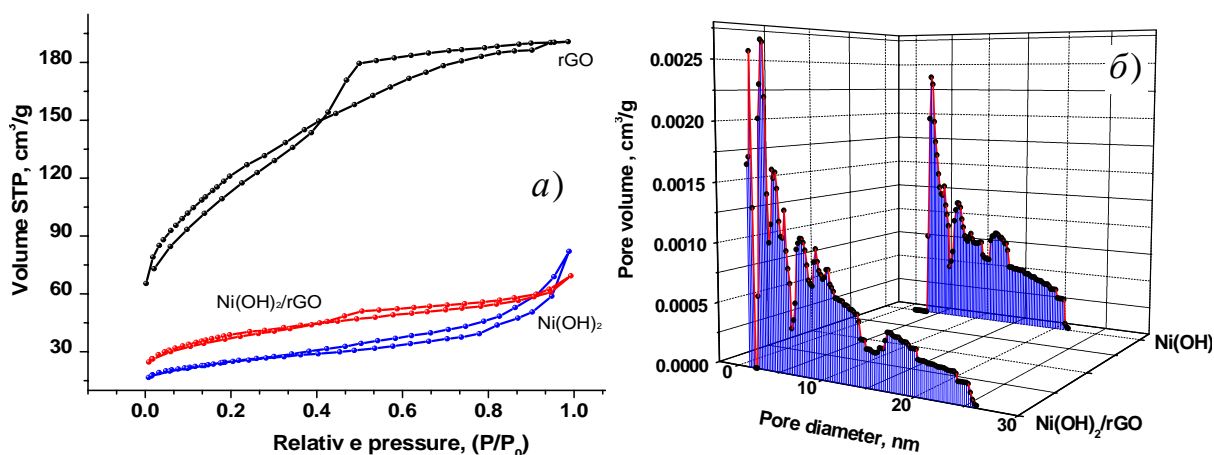 180
150
120
90
60
30
0.0 0.2 0.4 0.6 0.8 1.0
Volume STP, cm³/g
Relativ e pressure, (P/P₀)
rGO
а)
Ni(OH)₂/rGO
Ni(OH)₂
0.0025
0.0020
0.0015
0.0010
0.0005
0.0000
Pore volume , cm³/g
0 10 20 30
Pore diameter, nm
б)
Ni(OH)
Ni(OH)₂/rGO